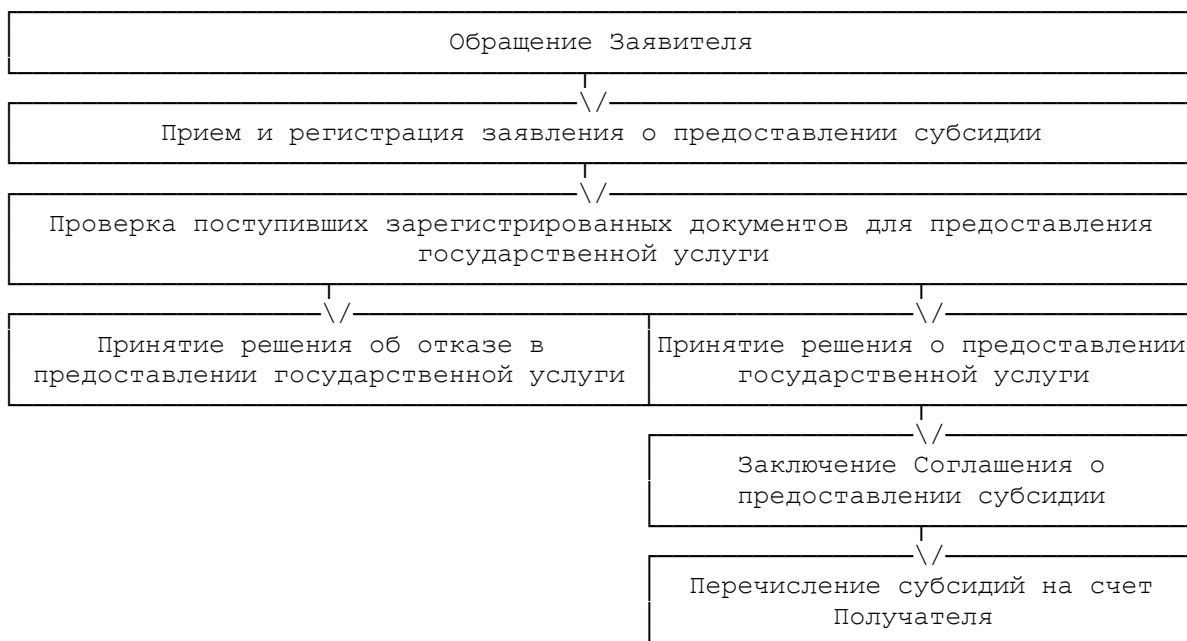 Обращение Заявителя
Прием и регистрация заявления о предоставлении субсидии
Проверка поступивших зарегистрированных документов для предоставления
государственной услуги
Принятие решения об отказе в
предоставлении государственной услуги
Принятие решения о предоставлении
государственной услуги
Заключение Соглашения о
предоставлении субсидии
Перечисление субсидий на счет
Получателя